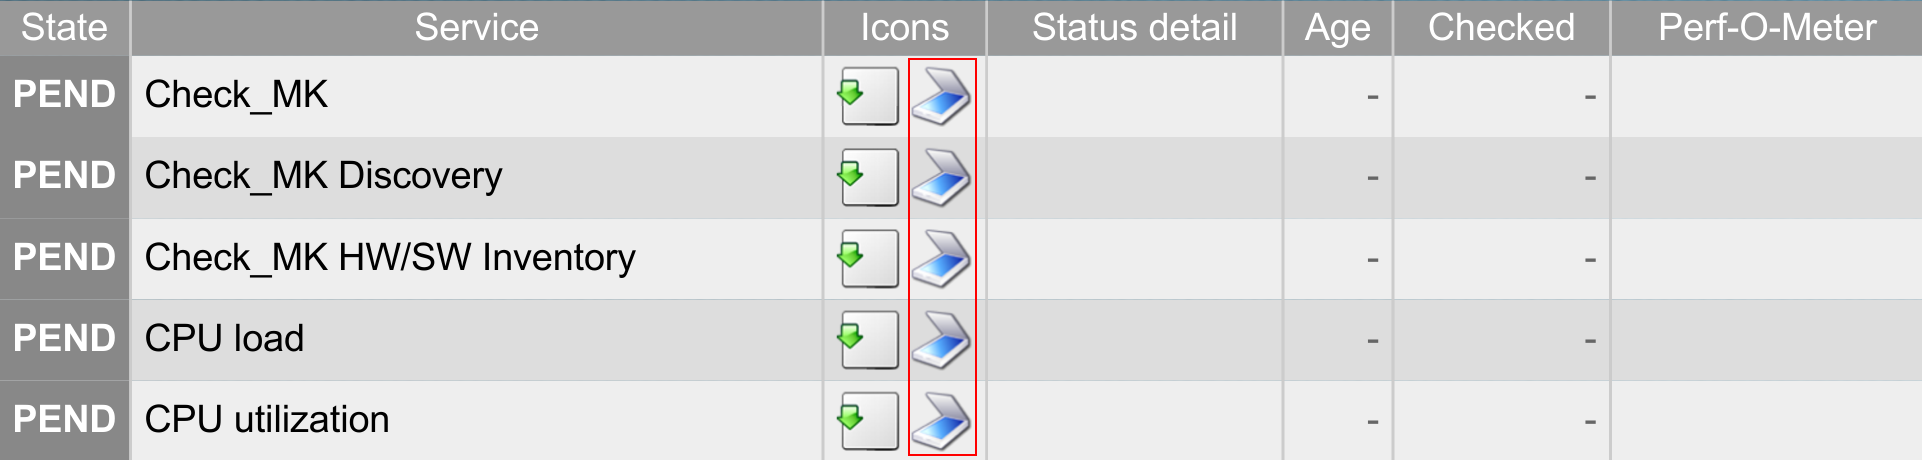 State Service Icons Status detail Age Checked Perf-O-Meter
PEND Check_MK - -
PEND Check_MK Discovery - -
PEND Check_MK HW/SW Inventory - -
PEND CPU load - -
PEND CPU utilization - -